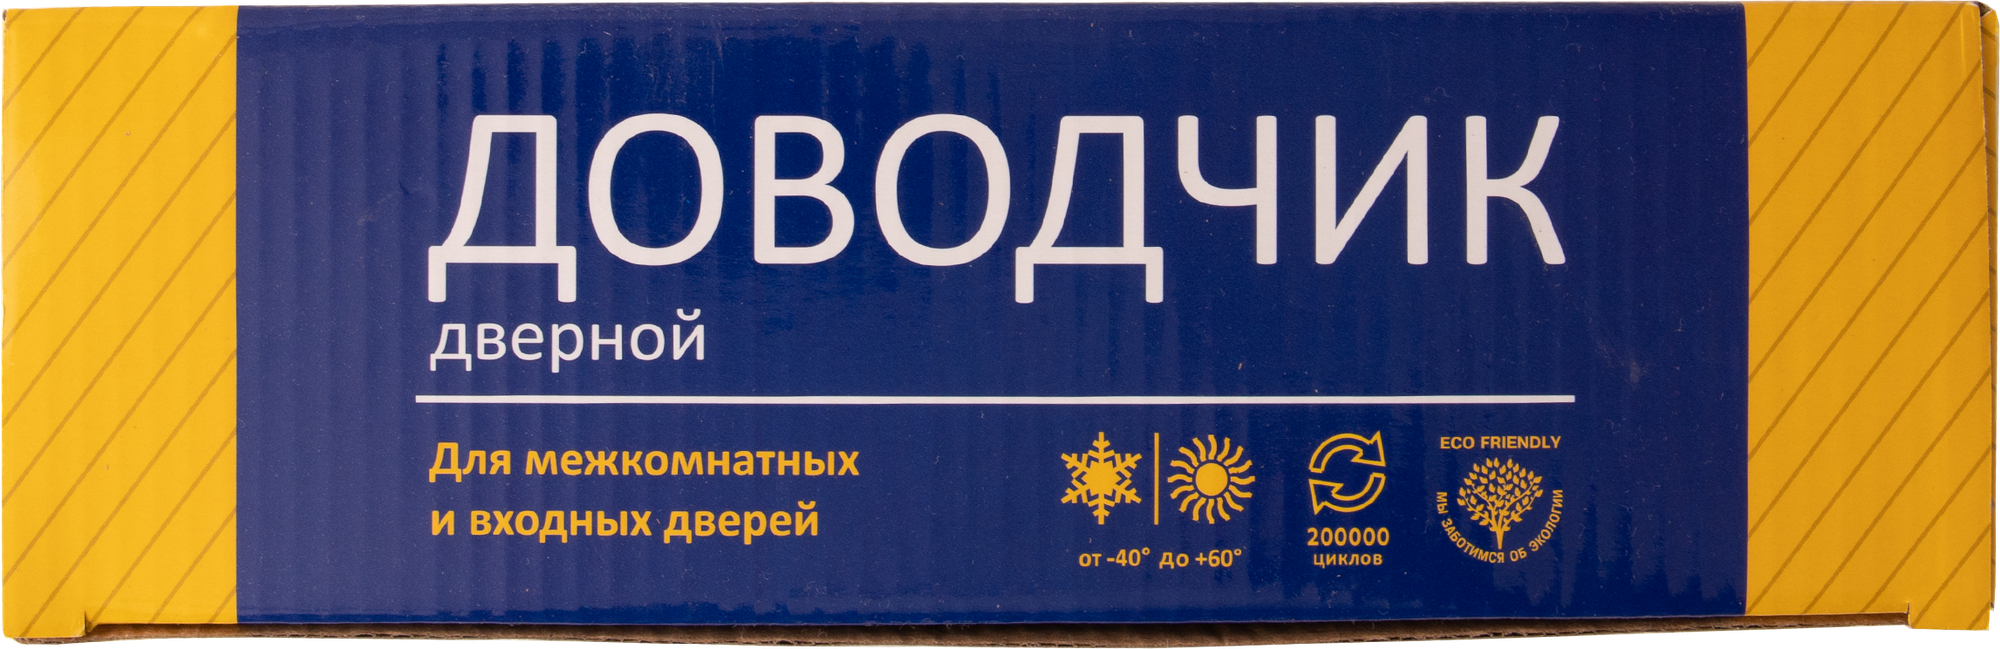 ДОВОДЧИК
дверной
Для межкомнатных
и входных дверей
от -40° до +60°
200000
циклов
ECO FRIENDLY
МЫ ЗАБОТИМСЯ ОБ ЭКОЛОГИИ